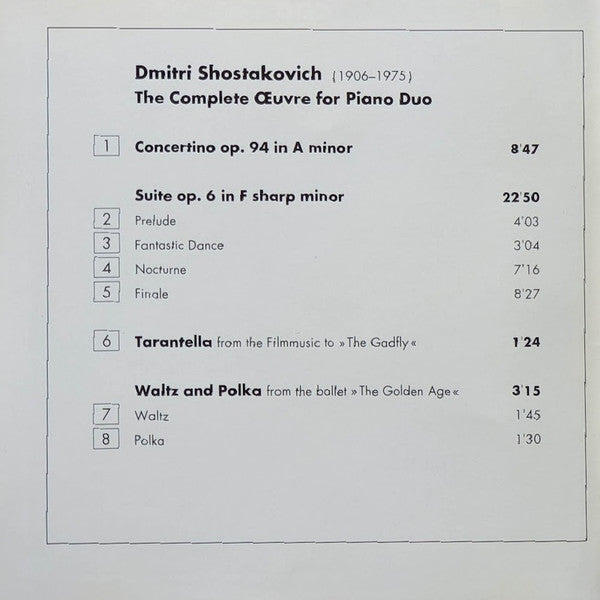 Dmitri Shostakovich (1906–1975)
The Complete Œuvre for Piano Duo
1 Concertino op. 94 in A minor 8'47
Suite op. 6 in F sharp minor 22'50
2 Prelude 4'03
3 Fantastic Dance 3'04
4 Nocturne 7'16
5 Finale 8'27
6 Tarantella from the Filmmusic to »The Gadfly« 1'24
Waltz and Polka from the ballet »The Golden Age« 3'15
7 Waltz 1'45
8 Polka 1'30